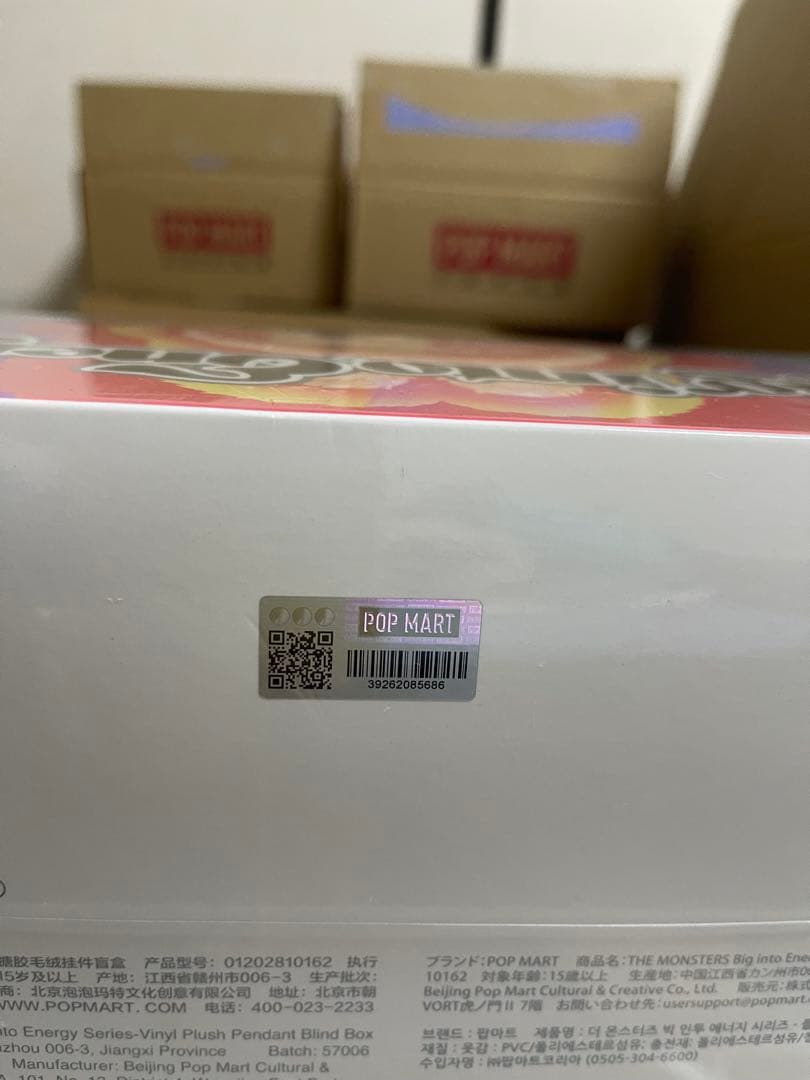 POP MART
POP MART
POP MART
39262085686
糖胶毛绒挂件盲盒 产品型号：01202810162 执行
15岁及以上 产地：江西省赣州市006-3 生产批次：
商：北京泡泡玛特文化创意有限公司 地址：北京市朝
WWW.POPMART.COM 电话：400-023-2233
nto Energy Series-Vinyl Plush Pendant Blind Box
nzhou 006-3, Jiangxi Province Batch: 57006
Manufacturer: Beijing Pop Mart Cultural &
ブランド：POP MART 商品名：THE MONSTERS Big into Ene
10162 対象年齢：15歳以上 生産地：中国江西省カン州市00
Beijing Pop Mart Cultural & Creative Co., Ltd. 販売元：株式
VORT虎ノ門Ⅱ 7階 お問い合わせ先：usersupport@popmart.
브랜드 : 팝마트 제품명 : 더 몬스터즈 빅 인투 에너지 시리즈 -
재질 : 옷감 : PVC/폴리에스테르섬유; 충전재: 폴리에스테르섬유/철
수입자명 : ㈜팝마트코리아 (0505-304-6600)